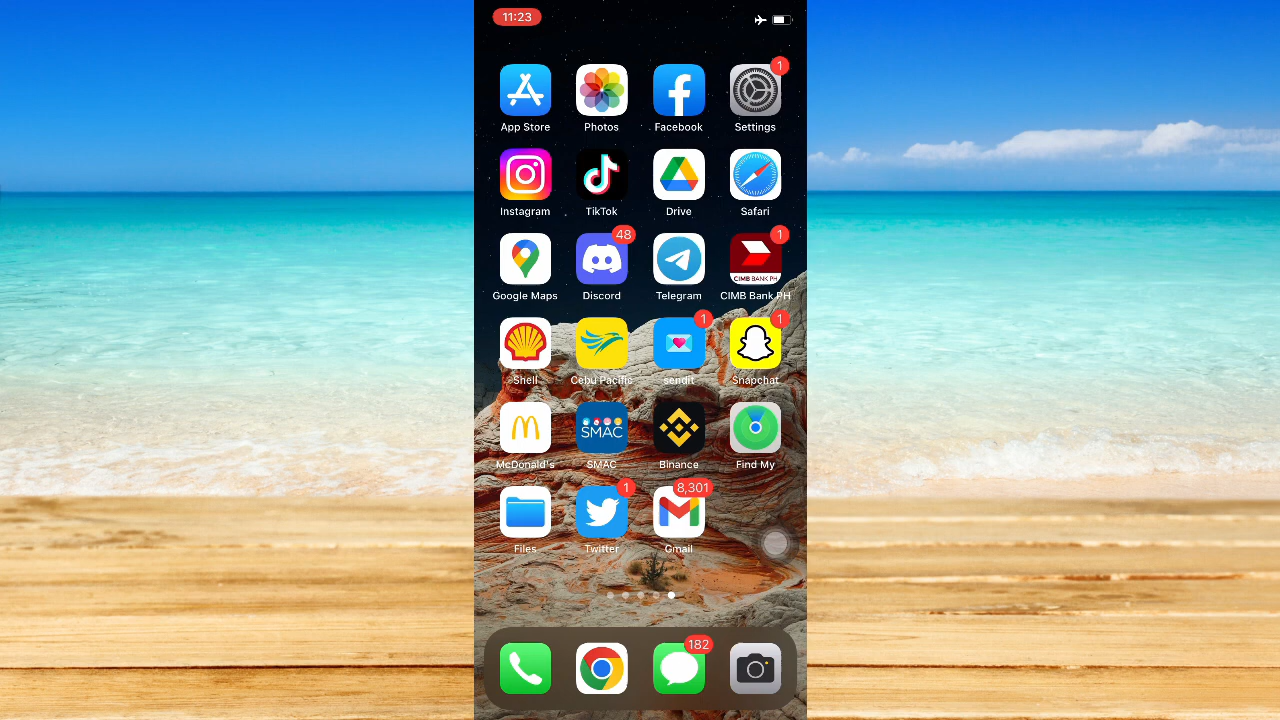 11:23
1
App Store Photos Facebook Settings
Instagram TikTok Drive Safari
48 1
CIMB BANK PH
Google Maps Discord Telegram CIMB Bank PH
1 1
Shell Cebu Pacific sendit Snapchat
SMAC
McDonald's SMAC Binance Find My
1 8,301
Files Twitter Gmail
182